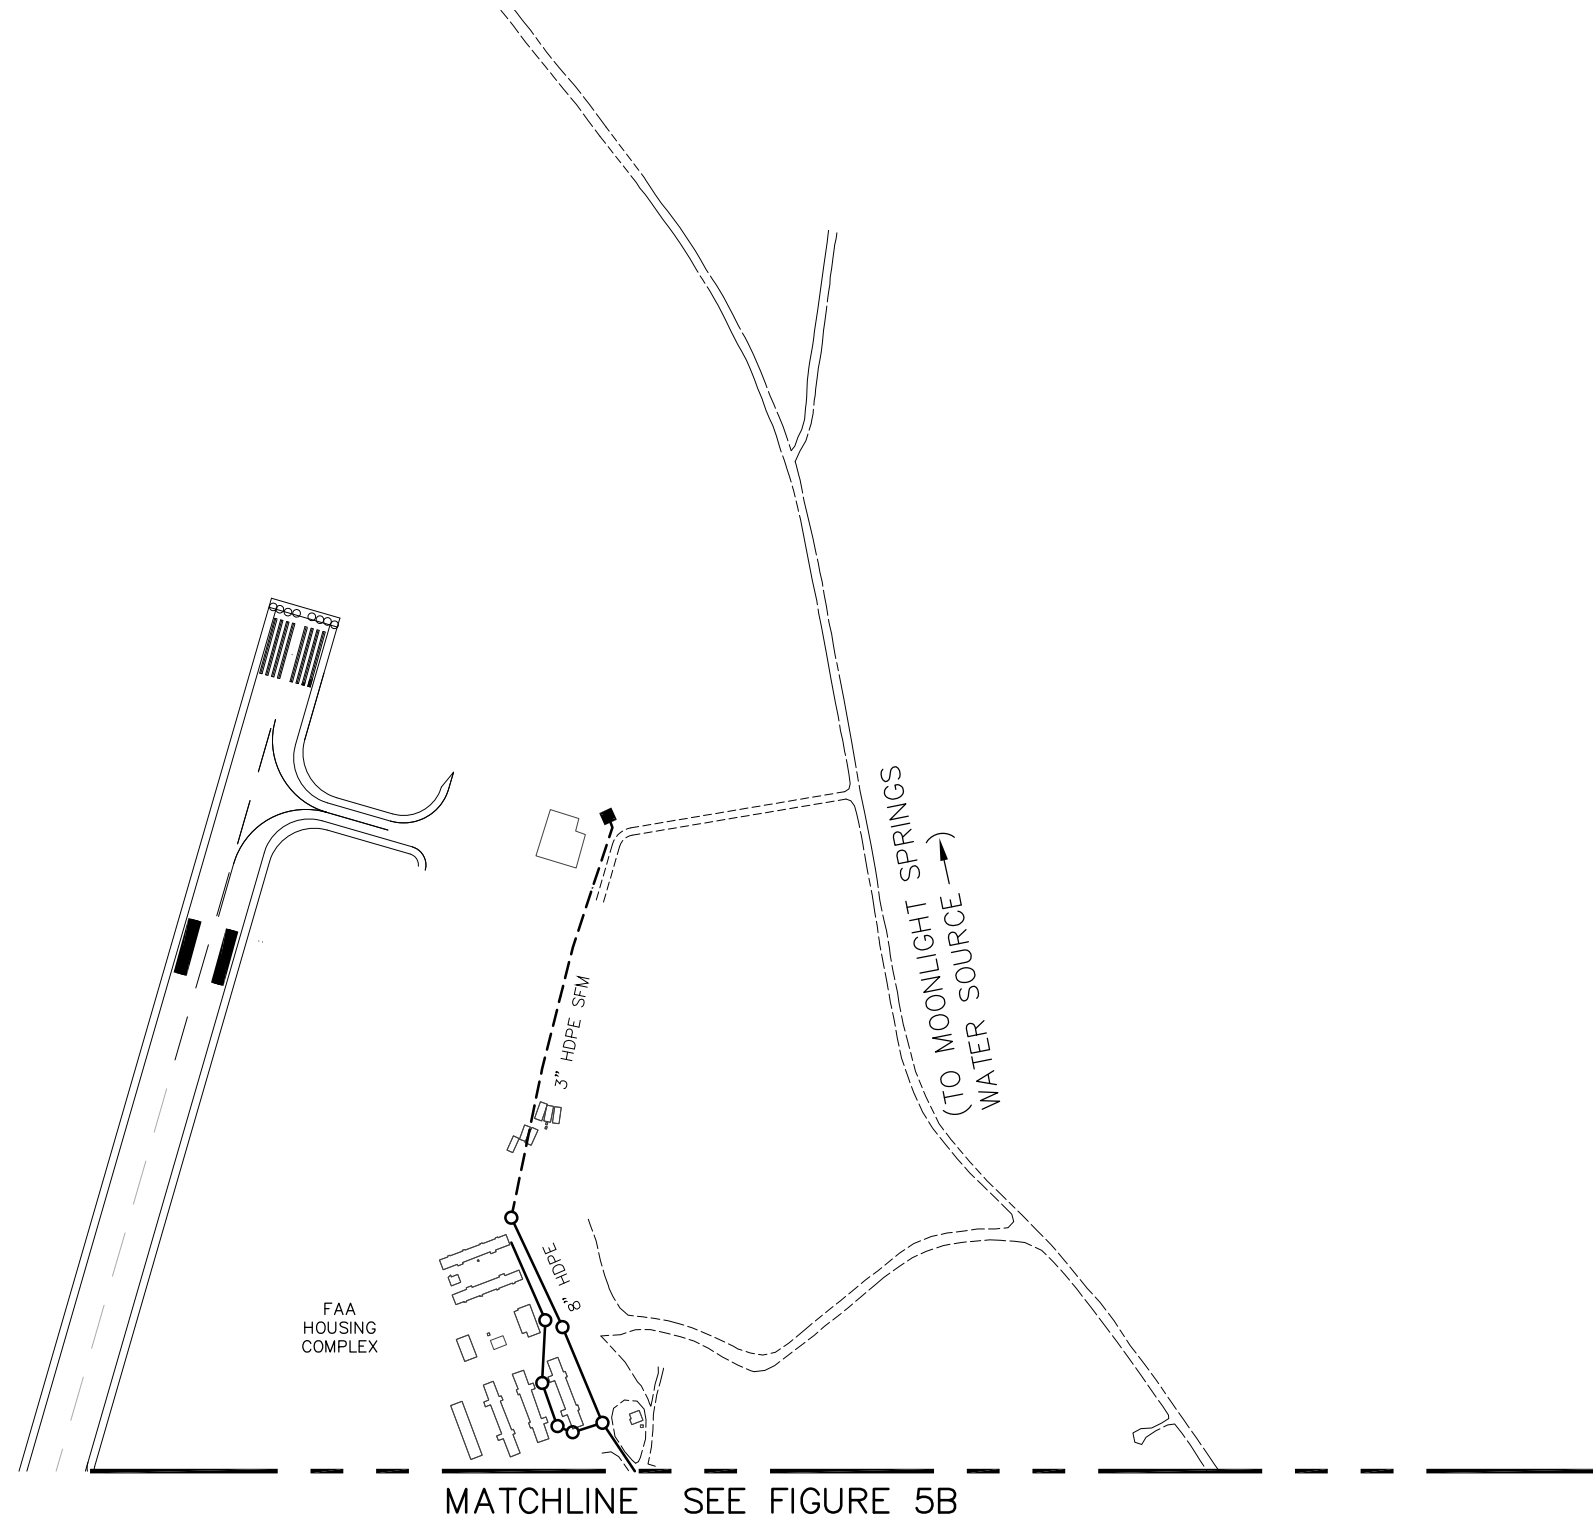 (TO MOONLIGHT SPRINGS
WATER SOURCE )
3" HDPE SFM
8" HDPE
FAA
HOUSING
COMPLEX
MATCHLINE SEE FIGURE 5B